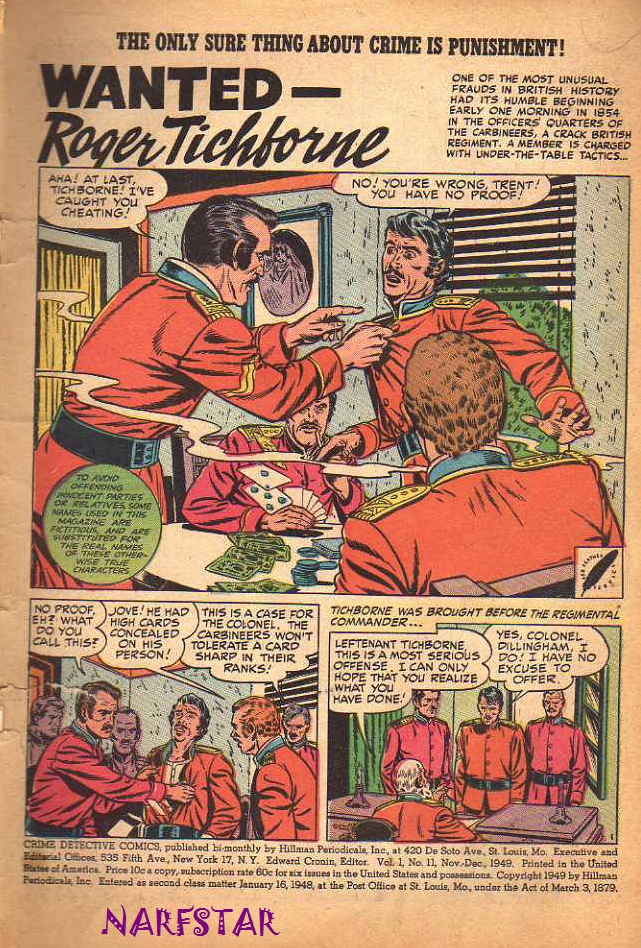 THE ONLY SURE THING ABOUT CRIME IS PUNISHMENT!
WANTED—
Roger Tichborne
ONE OF THE MOST UNUSUAL
FRAUDS IN BRITISH HISTORY
HAD ITS HUMBLE BEGINNING
EARLY ONE MORNING IN 1854
IN THE OFFICERS' QUARTERS OF
THE CARBINEERS, A CRACK BRITISH
REGIMENT. A MEMBER IS CHARGED
WITH UNDER-THE-TABLE TACTICS...
AHA! AT LAST,
TICHBORNE! I'VE
CAUGHT YOU
CHEATING!
NO! YOU'RE WRONG, TRENT!
YOU HAVE NO PROOF!
TO AVOID
OFFENDING
INNOCENT PARTIES
OR RELATIVES, SOME
NAMES USED IN THIS
MAGAZINE ARE
FICTITIOUS, AND ARE
SUBSTITUTED FOR
THE REAL NAMES
OF THESE OTHER-
WISE TRUE
CHARACTERS
NO PROOF,
EH? WHAT
DO YOU
CALL THIS?
JOVE! HE HAD
HIGH CARDS
CONCEALED
ON HIS
PERSON!
THIS IS A CASE FOR
THE COLONEL. THE
CARBINEERS WON'T
TOLERATE A CARD
SHARP IN THEIR
RANKS!
TICHBORNE WAS BROUGHT BEFORE THE REGIMENTAL
COMMANDER...
LEFTENANT TICHBORNE
THIS IS A MOST SERIOUS
OFFENSE. I CAN ONLY
HOPE THAT YOU REALIZE
WHAT YOU
HAVE DONE!
YES, COLONEL
DILLINGHAM, I
DO! I HAVE NO
EXCUSE TO
OFFER.
CRIME DETECTIVE COMICS, published bi-monthly by Hillman Periodicals, Inc., at 420 De Soto Ave., St. Louis, Mo. Executive and
Editorial Offices, 535 Fifth Ave., New York 17, N. Y. Edward Cronin, Editor. Vol. 1, No. 11, Nov.-Dec., 1949. Printed in the United
States of America. Price 10c a copy, subscription rate 60c for six issues in the United States and possessions. Copyright 1949 by Hillman
Periodicals, Inc. Entered as second class matter January 16, 1948, at the Post Office at St. Louis, Mo., under the Act of March 3, 1879.
NARFSTAR